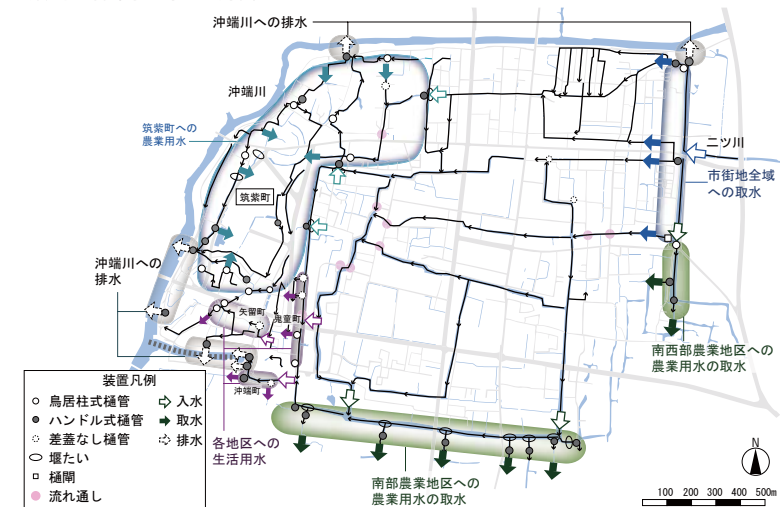 沖端川への排水
沖端川
筑紫町への
農業用水
二ツ川
市街地全域
への取水
筑紫町
沖端川への
排水
矢留町
鬼童町
沖端町
南西部農業地区への
農業用水の取水
各地区への
生活用水
南部農業地区への
農業用水の取水
装置凡例
鳥居柱式樋管
ハンドル式樋管
差蓋なし樋管
堰たい
樋閘
流れ通し
入水
取水
排水
N
100 200 300 400 500m